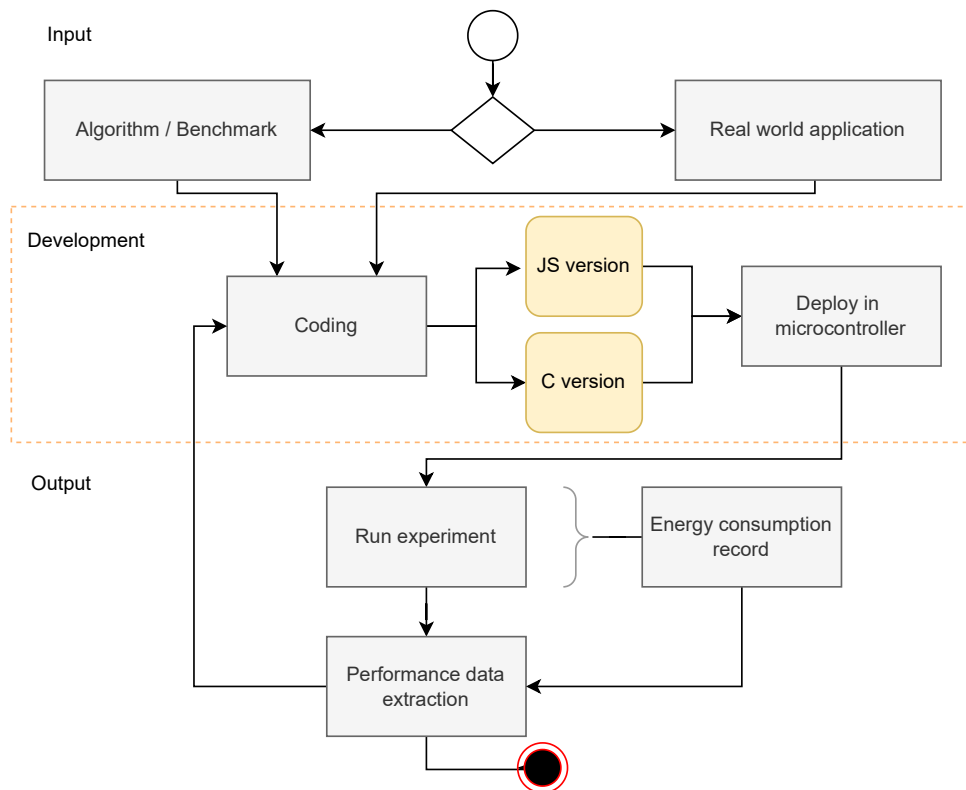 Input
Algorithm / Benchmark
Real world application
Development
JS version
Coding
Deploy in
microcontroller
C version
Output
Run experiment
Energy consumption
record
Performance data
extraction